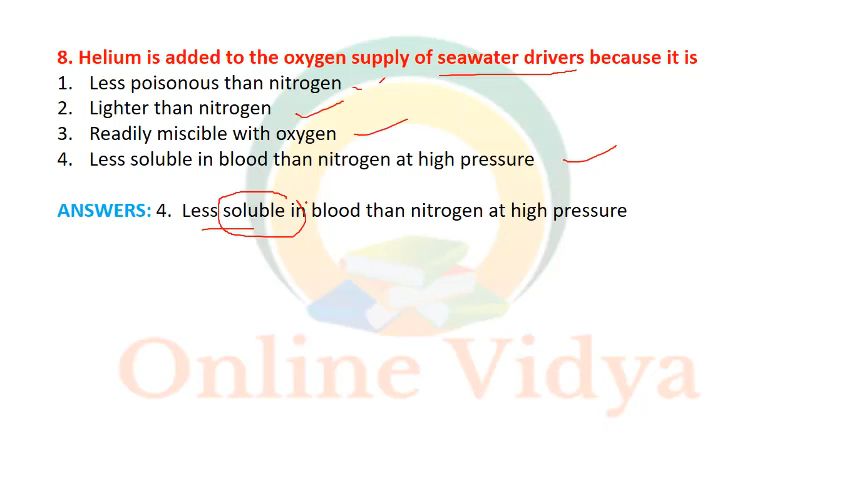 8. Helium is added to the oxygen supply of seawater drivers because it is
1. Less poisonous than nitrogen
2. Lighter than nitrogen
3. Readily miscible with oxygen
4. Less soluble in blood than nitrogen at high pressure
ANSWERS: 4. Less soluble in blood than nitrogen at high pressure
Online Vidya